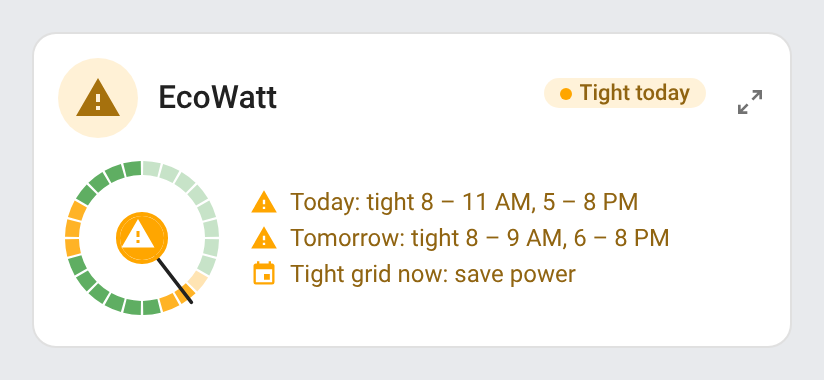 EcoWatt
Tight today
Today: tight 8 – 11 AM, 5 – 8 PM
Tomorrow: tight 8 – 9 AM, 6 – 8 PM
Tight grid now: save power